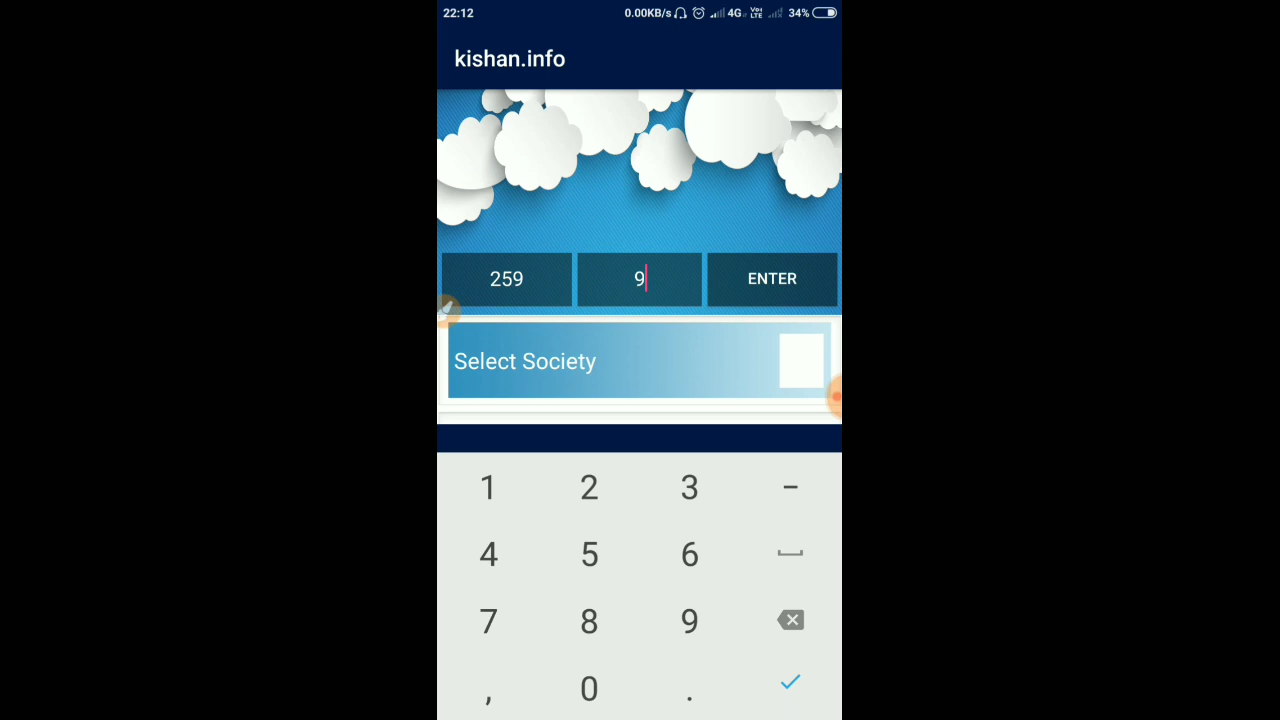 22:12 0.00KB/s 4G VoLTE 34%
kishan.info
259 9 ENTER
Select Society
1 2 3 -
4 5 6
7 8 9
, 0 .